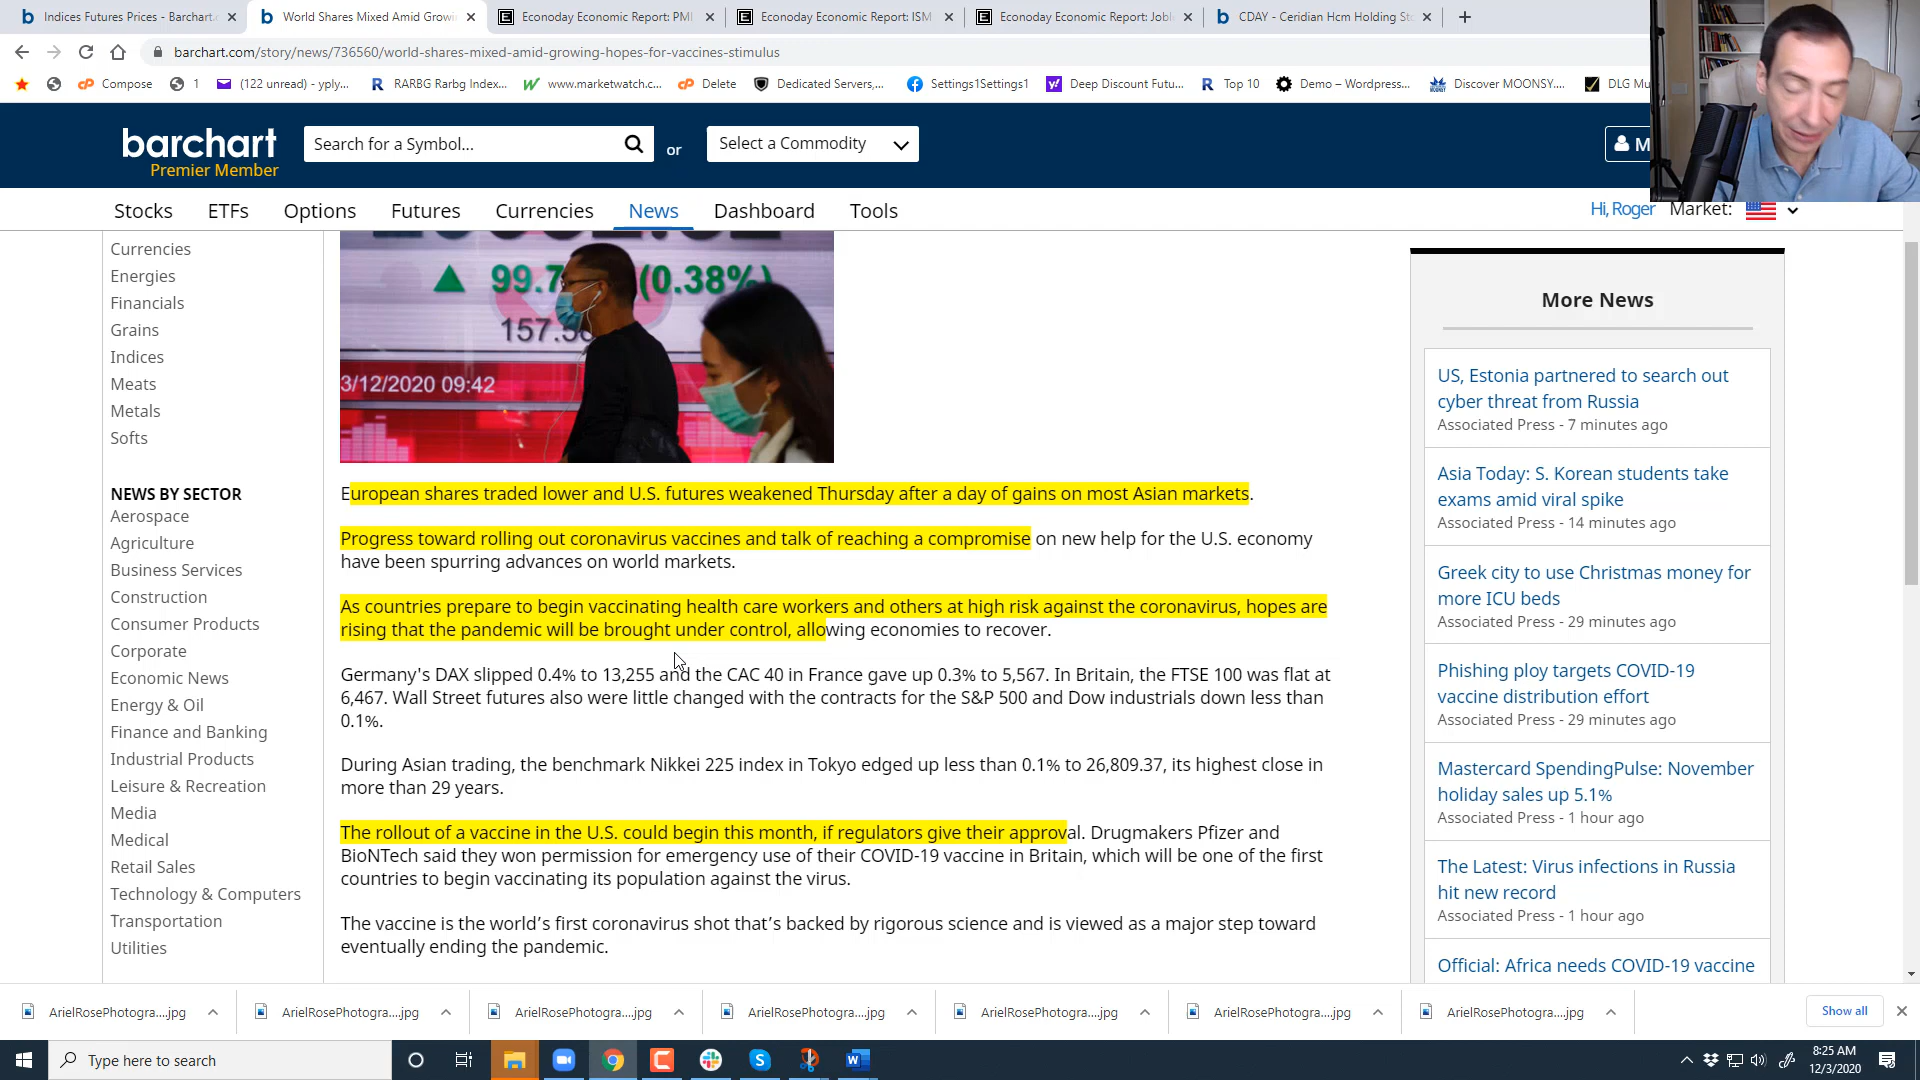 Indices Futures Prices - Barchart.
World Shares Mixed Amid Growi
Econoday Economic Report: PMI
Econoday Economic Report: ISM
Econoday Economic Report: Jobl
CDAY - Ceridian Hcm Holding Sto
barchart.com/story/news/736560/world-shares-mixed-amid-growing-hopes-for-vaccines-stimulus
Compose
1
(122 unread) - yply...
RARBG Rarbg Index...
www.marketwatch.c...
Delete
Dedicated Servers,...
Settings1Settings1
Deep Discount Futu...
Top 10
Demo – Wordpress...
Discover MOONSY....
DLG Mu
barchart
Premier Member
Search for a Symbol...
or
Select a Commodity
M
Stocks
ETFs
Options
Futures
Currencies
News
Dashboard
Tools
Hi, Roger
Market:
Currencies
Energies
Financials
Grains
Indices
Meats
Metals
Softs
NEWS BY SECTOR
Aerospace
Agriculture
Business Services
Construction
Consumer Products
Corporate
Economic News
Energy & Oil
Finance and Banking
Industrial Products
Leisure & Recreation
Media
Medical
Retail Sales
Technology & Computers
Transportation
Utilities
99.7 (0.38%)
157.5
3/12/2020 09:42
European shares traded lower and U.S. futures weakened Thursday after a day of gains on most Asian markets.
Progress toward rolling out coronavirus vaccines and talk of reaching a compromise on new help for the U.S. economy
have been spurring advances on world markets.
As countries prepare to begin vaccinating health care workers and others at high risk against the coronavirus, hopes are
rising that the pandemic will be brought under control, allowing economies to recover.
Germany's DAX slipped 0.4% to 13,255 and the CAC 40 in France gave up 0.3% to 5,567. In Britain, the FTSE 100 was flat at
6,467. Wall Street futures also were little changed with the contracts for the S&P 500 and Dow industrials down less than
0.1%.
During Asian trading, the benchmark Nikkei 225 index in Tokyo edged up less than 0.1% to 26,809.37, its highest close in
more than 29 years.
The rollout of a vaccine in the U.S. could begin this month, if regulators give their approval. Drugmakers Pfizer and
BioNTech said they won permission for emergency use of their COVID-19 vaccine in Britain, which will be one of the first
countries to begin vaccinating its population against the virus.
The vaccine is the world’s first coronavirus shot that’s backed by rigorous science and is viewed as a major step toward
eventually ending the pandemic.
More News
US, Estonia partnered to search out
cyber threat from Russia
Associated Press - 7 minutes ago
Asia Today: S. Korean students take
exams amid viral spike
Associated Press - 14 minutes ago
Greek city to use Christmas money for
more ICU beds
Associated Press - 29 minutes ago
Phishing ploy targets COVID-19
vaccine distribution effort
Associated Press - 29 minutes ago
Mastercard SpendingPulse: November
holiday sales up 5.1%
Associated Press - 1 hour ago
The Latest: Virus infections in Russia
hit new record
Associated Press - 1 hour ago
Official: Africa needs COVID-19 vaccine
ArielRosePhotogra....jpg
ArielRosePhotogra....jpg
ArielRosePhotogra....jpg
ArielRosePhotogra....jpg
ArielRosePhotogra....jpg
ArielRosePhotogra....jpg
ArielRosePhotogra....jpg
Show all
Type here to search
8:25 AM
12/3/2020